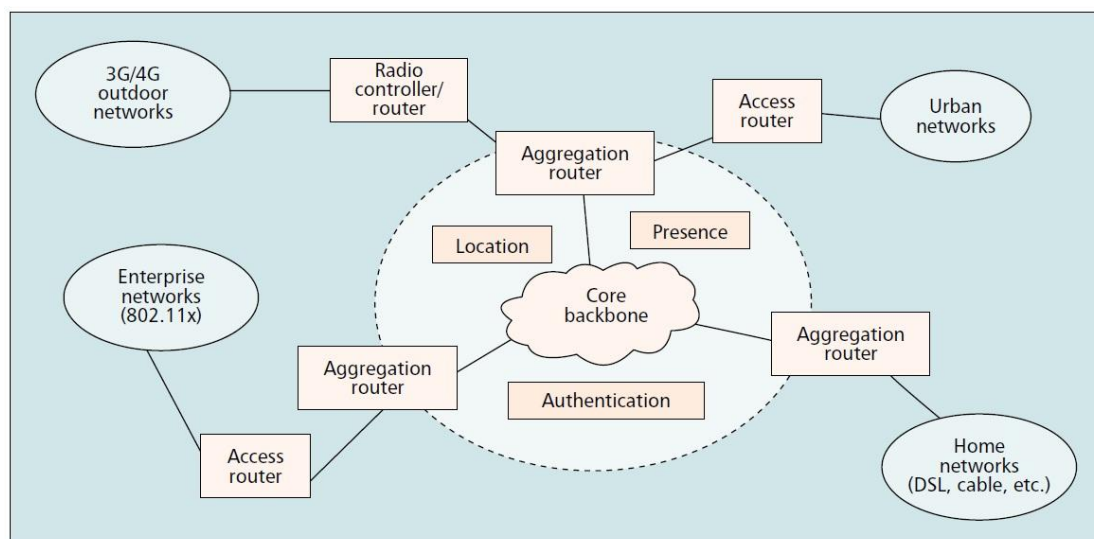 3G/4G
outdoor
networks
Radio
controller/
router
Access
router
Urban
networks
Aggregation
router
Location
Presence
Enterprise
networks
(802.11x)
Core
backbone
Aggregation
router
Aggregation
router
Authentication
Access
router
Home
networks
(DSL, cable, etc.)